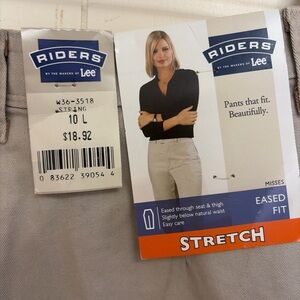 RIDERS
BY THE MAKERS OF Lee
W36-3518
STRING
10 L
$18.92
0 83622 39054 4
RIDERS
BY THE MAKERS OF Lee
Pants that fit.
Beautifully.
MISSES
EASED
FIT
Eased through seat & thigh
Slightly below natural waist
Easy care
STRETCH